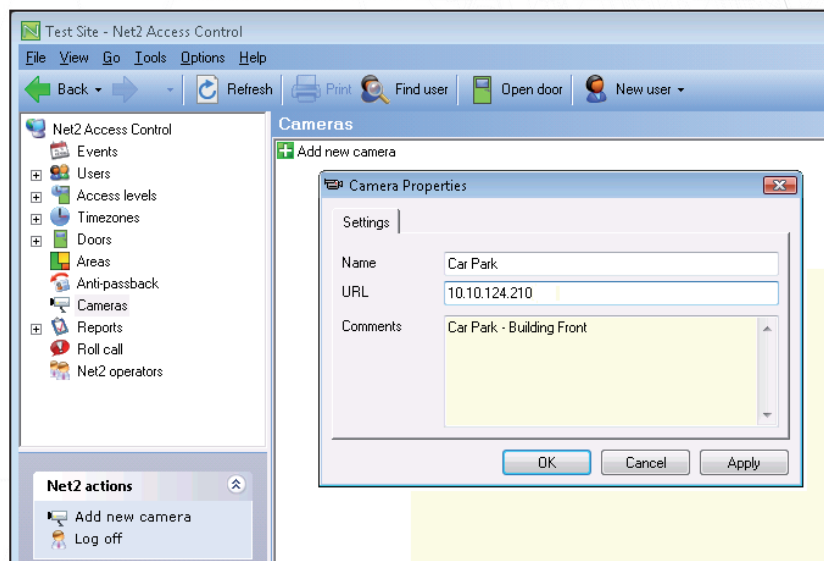 Test Site - Net2 Access Control
File View Go Tools Options Help
Back Refresh Print Find user Open door New user
Net2 Access Control
Events
Users
Access levels
Timezones
Doors
Areas
Anti-passback
Cameras
Reports
Roll call
Net2 operators
Net2 actions
Add new camera
Log off
Cameras
Add new camera
Camera Properties
Settings
Name Car Park
URL 10.10.124.210
Comments Car Park - Building Front
OK Cancel Apply